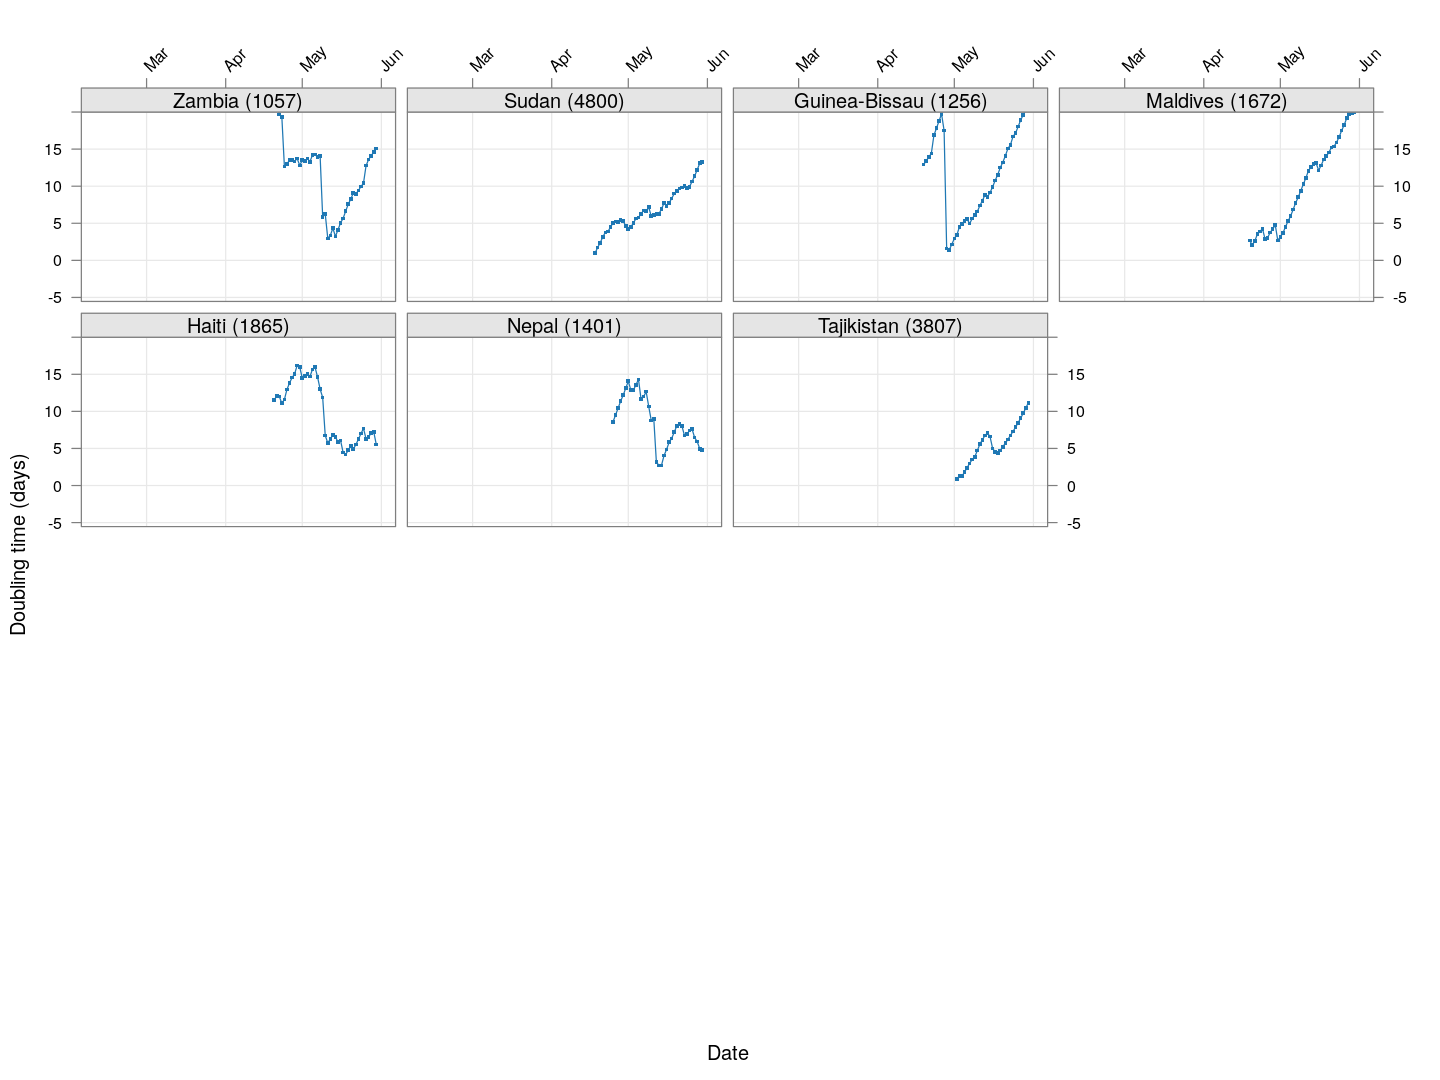 Mar Apr May Jun Mar Apr May Jun Mar Apr May Jun Mar Apr May Jun
Zambia (1057) Sudan (4800) Guinea-Bissau (1256) Maldives (1672)
15 15
10 10
5 5
0 0
-5 -5
Haiti (1865) Nepal (1401) Tajikistan (3807)
15 15
10 10
5 5
0 0
-5 -5
Doubling time (days)
Date